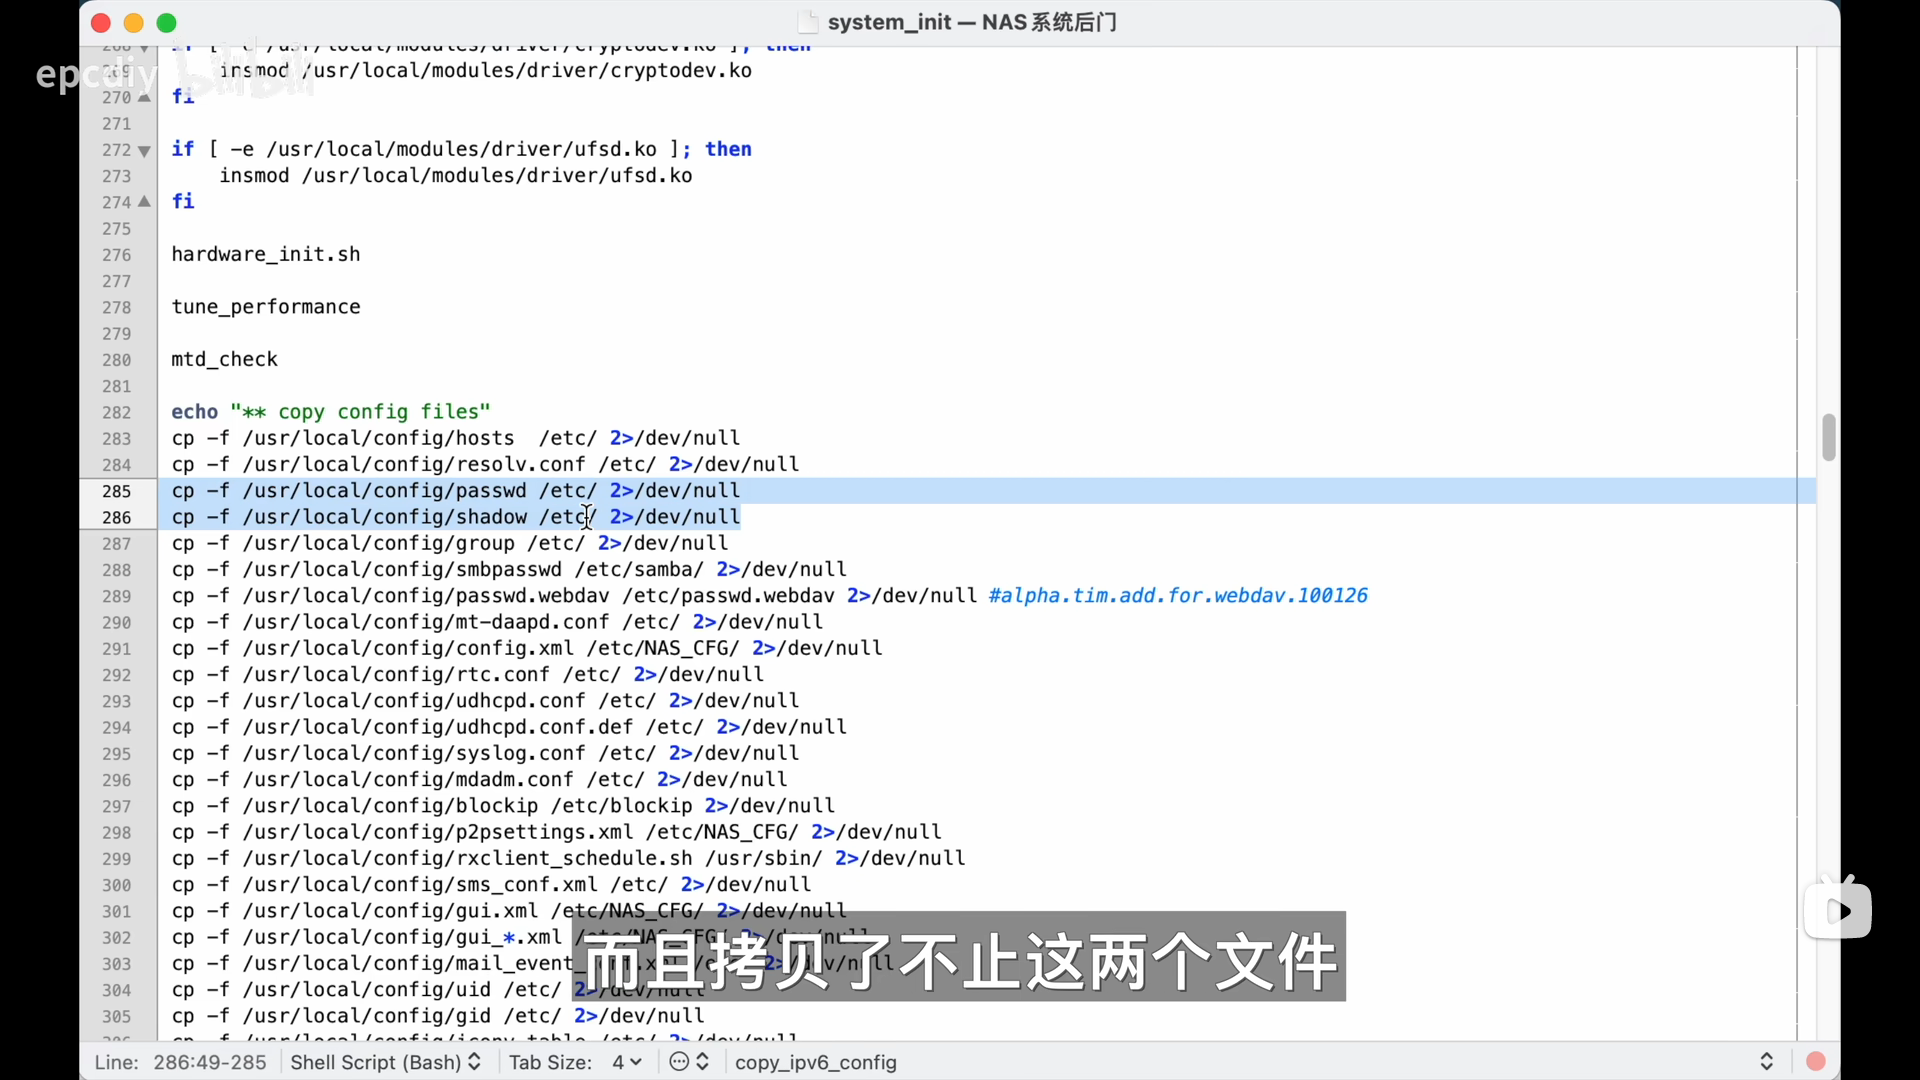 system_init — NAS系统后门
epcdiy bilibili
269 insmod /usr/local/modules/driver/cryptodev.ko
270 fi
271
272 if [ -e /usr/local/modules/driver/ufsd.ko ]; then
273 insmod /usr/local/modules/driver/ufsd.ko
274 fi
275
276 hardware_init.sh
277
278 tune_performance
279
280 mtd_check
281
282 echo "** copy config files"
283 cp -f /usr/local/config/hosts  /etc/ 2>/dev/null
284 cp -f /usr/local/config/resolv.conf /etc/ 2>/dev/null
285 cp -f /usr/local/config/passwd /etc/ 2>/dev/null
286 cp -f /usr/local/config/shadow /etc/ 2>/dev/null
287 cp -f /usr/local/config/group /etc/ 2>/dev/null
288 cp -f /usr/local/config/smbpasswd /etc/samba/ 2>/dev/null
289 cp -f /usr/local/config/passwd.webdav /etc/passwd.webdav 2>/dev/null #alpha.tim.add.for.webdav.100126
290 cp -f /usr/local/config/mt-daapd.conf /etc/ 2>/dev/null
291 cp -f /usr/local/config/config.xml /etc/NAS_CFG/ 2>/dev/null
292 cp -f /usr/local/config/rtc.conf /etc/ 2>/dev/null
293 cp -f /usr/local/config/udhcpd.conf /etc/ 2>/dev/null
294 cp -f /usr/local/config/udhcpd.conf.def /etc/ 2>/dev/null
295 cp -f /usr/local/config/syslog.conf /etc/ 2>/dev/null
296 cp -f /usr/local/config/mdadm.conf /etc/ 2>/dev/null
297 cp -f /usr/local/config/blockip /etc/blockip 2>/dev/null
298 cp -f /usr/local/config/p2psettings.xml /etc/NAS_CFG/ 2>/dev/null
299 cp -f /usr/local/config/rxclient_schedule.sh /usr/sbin/ 2>/dev/null
300 cp -f /usr/local/config/sms_conf.xml /etc/ 2>/dev/null
301 cp -f /usr/local/config/gui.xml /etc/NAS_CFG/ 2>/dev/null
302 cp -f /usr/local/config/gui_*.xml /etc/NAS_CFG/ 2>/dev/null
303 cp -f /usr/local/config/mail_event_conf.xml /etc/ 2>/dev/null
304 cp -f /usr/local/config/uid /etc/ 2>/dev/null
305 cp -f /usr/local/config/gid /etc/ 2>/dev/null
而且拷贝了不止这两个文件
Line: 286:49-285 Shell Script (Bash) Tab Size: 4 copy_ipv6_config